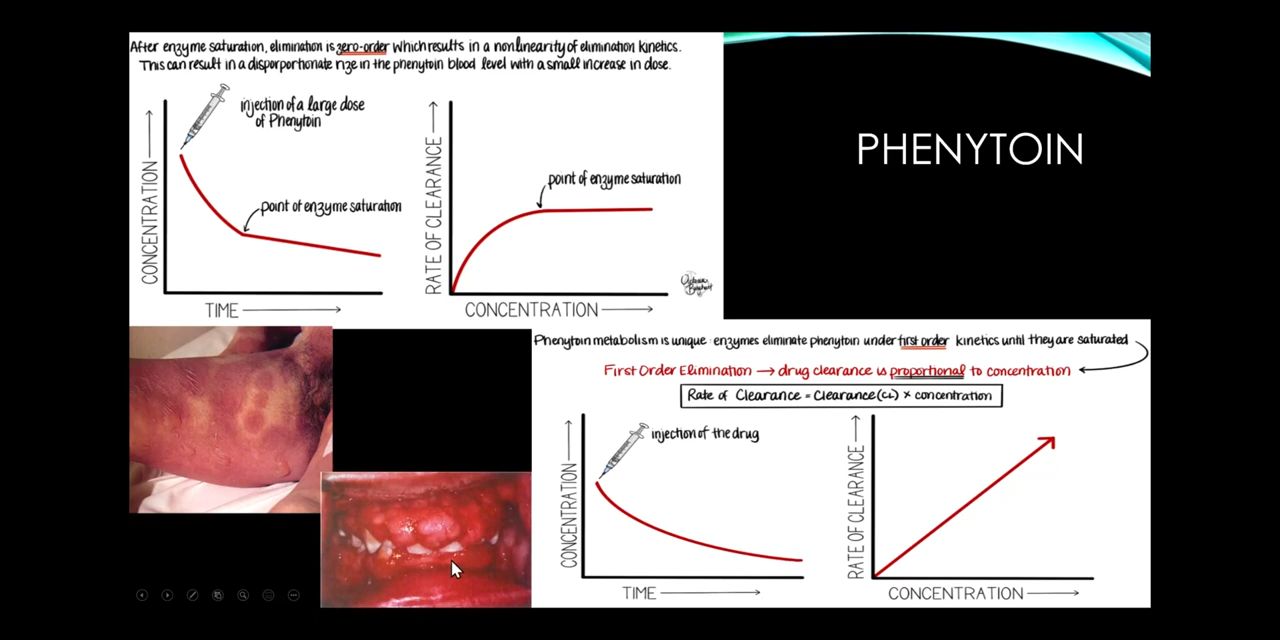 After enzyme saturation, elimination is zero-order which results in a nonlinearity of elimination kinetics.
This can result in a disporportionate rize in the phenytoin blood level with a small increase in dose.
injection of a large dose
of Phenytoin
point of enzyme saturation
CONCENTRATION
TIME
point of enzyme saturation
RATE OF CLEARANCE
CONCENTRATION
PHENYTOIN
Phenytoin metabolism is unique: enzymes eliminate phenytoin under first order kinetics until they are saturated
First Order Elimination → drug clearance is proportional to concentration
Rate of Clearance = Clearance (CL) × concentration
injection of the drug
CONCENTRATION
TIME
RATE OF CLEARANCE
CONCENTRATION